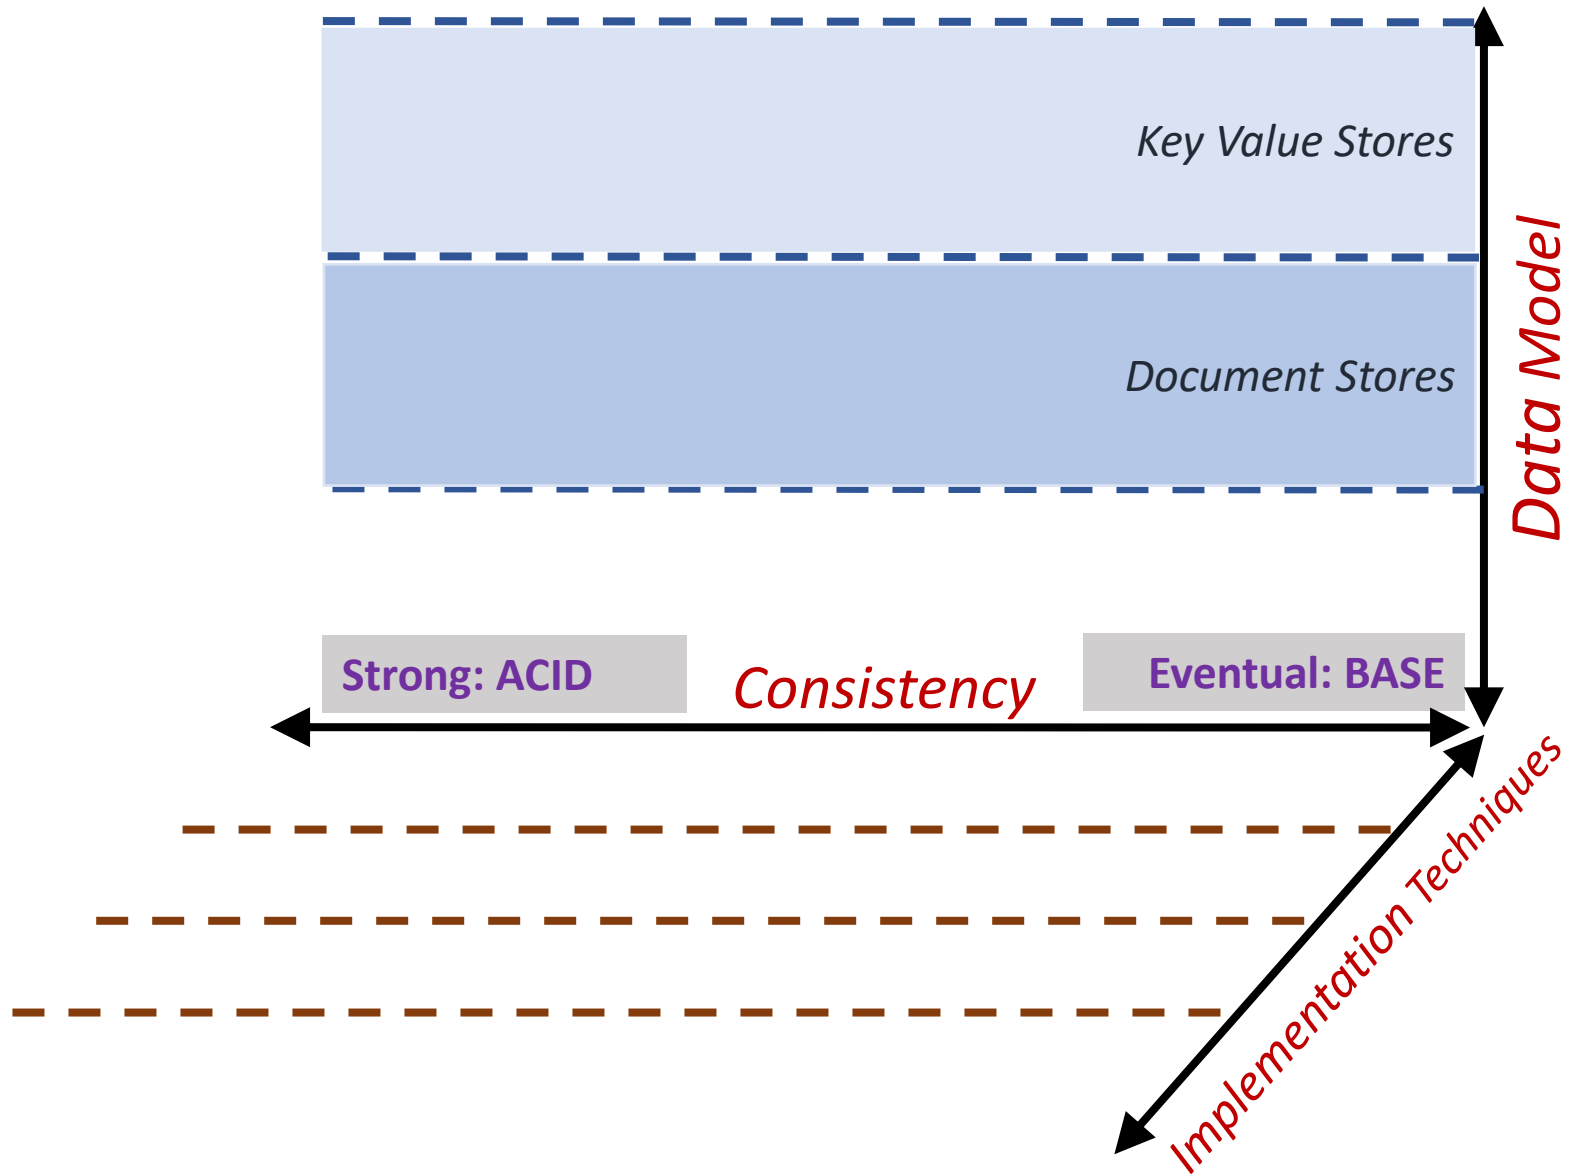 Key Value Stores
Document Stores
Data Model
Strong: ACID
Consistency
Eventual: BASE
Implementation Techniques